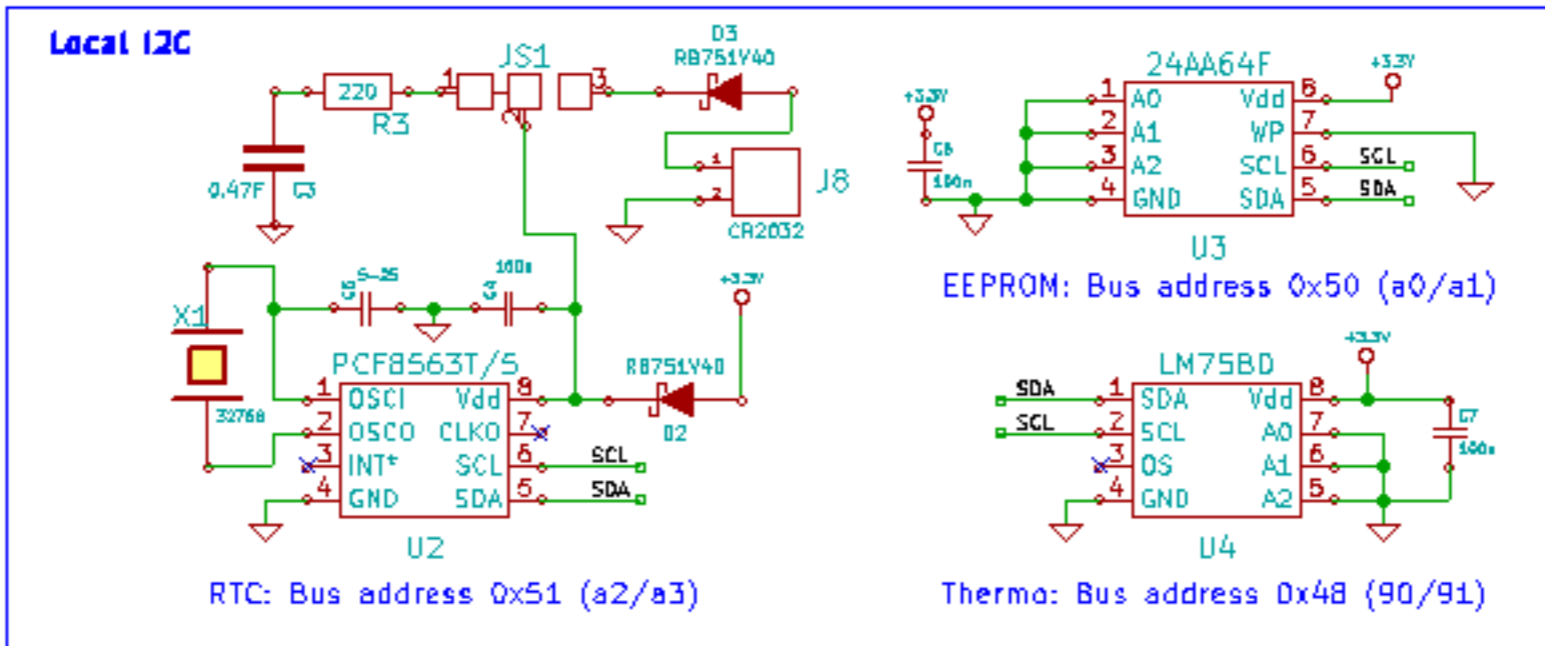 Local I2C
JS1
1
2
3
D3
RB751V40
220
R3
0.47F
C3
1
2
J8
CR2032
+3.3V
24AA64F
1 A0
2 A1
3 A2
4 GND
Vdd 8
WP 7
SCL 6
SDA 5
SCL
SDA
+3.3V
100n
U3
EEPROM: Bus address 0x50 (a0/a1)
X1
32768
5-25
C4
100n
+3.3V
PCF8563T/5
1 OSCI
2 OSCO
3 INT*
4 GND
Vdd 8
CLKO 7
SCL 6
SDA 5
SCL
SDA
RB751V40
D2
U2
RTC: Bus address 0x51 (a2/a3)
LM75BD
SDA
SCL
1 SDA
2 SCL
3 OS
4 GND
Vdd 8
A0 7
A1 6
A2 5
+3.3V
C7
100n
U4
Thermo: Bus address 0x48 (90/91)